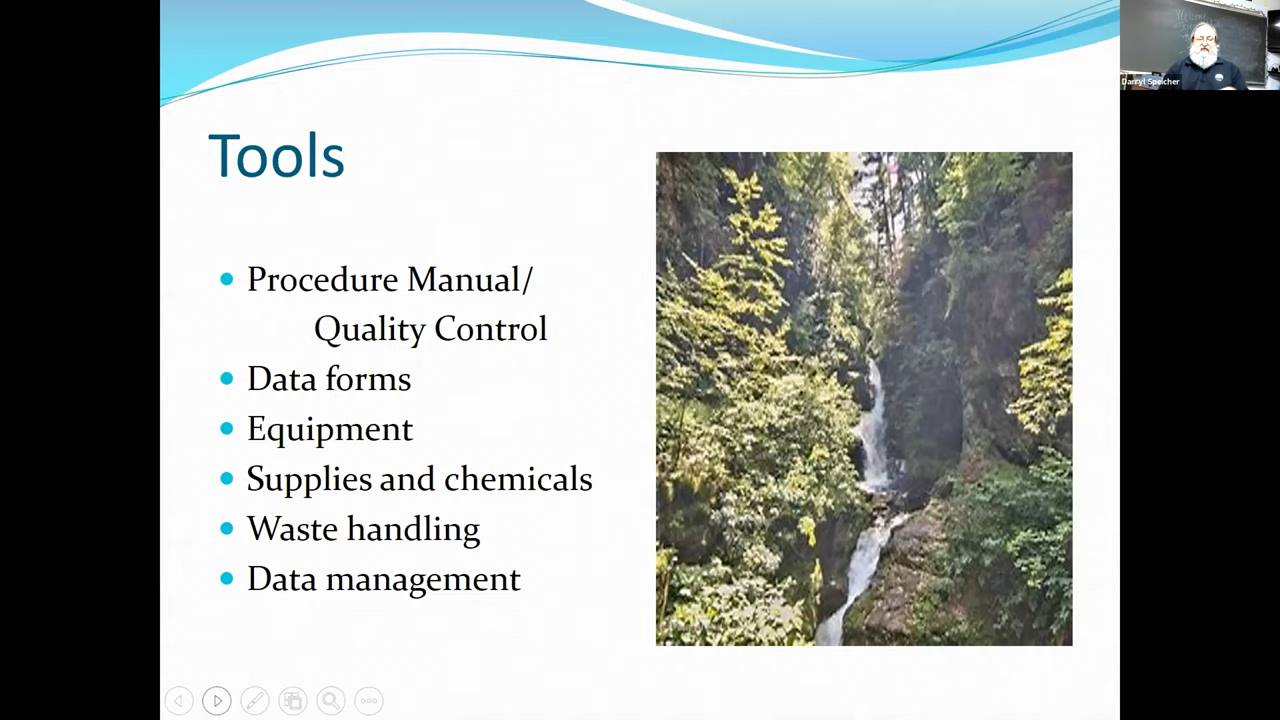 Tools
Procedure Manual/
Quality Control
Data forms
Equipment
Supplies and chemicals
Waste handling
Data management
Darryl Speicher